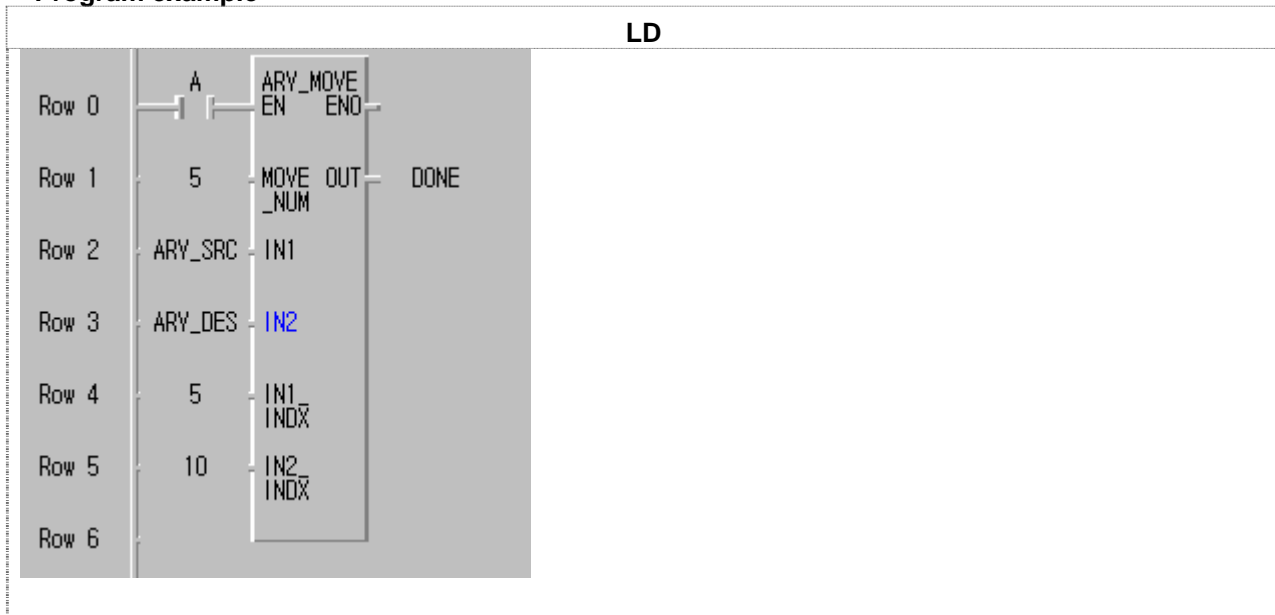 Program example
LD
Row 0 A ARY_MOVE
EN ENO
Row 1 5 MOVE OUT DONE
_NUM
Row 2 ARY_SRC IN1
Row 3 ARY_DES IN2
Row 4 5 IN1_
INDX
Row 5 10 IN2_
INDX
Row 6